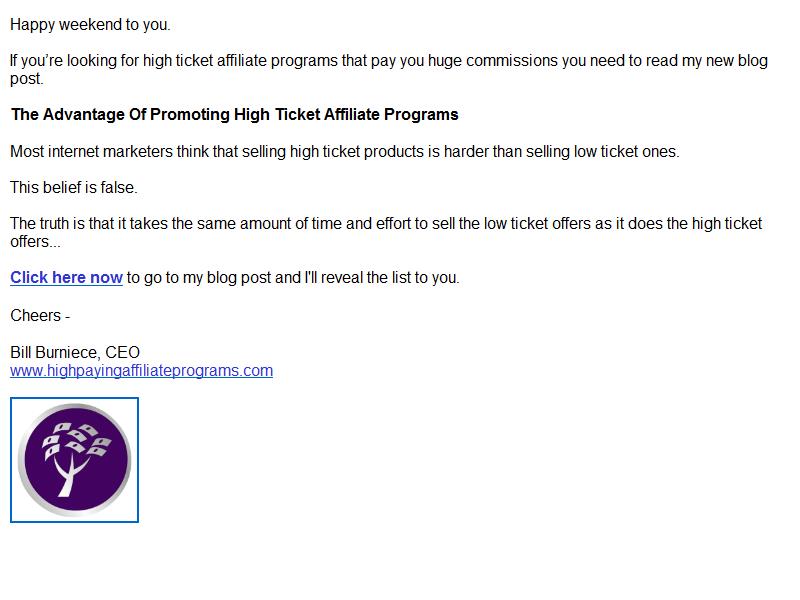 Happy weekend to you.
If you’re looking for high ticket affiliate programs that pay you huge commissions you need to read my new blog
post.
The Advantage Of Promoting High Ticket Affiliate Programs
Most internet marketers think that selling high ticket products is harder than selling low ticket ones.
This belief is false.
The truth is that it takes the same amount of time and effort to sell the low ticket offers as it does the high ticket
offers...
Click here now to go to my blog post and I'll reveal the list to you.
Cheers -
Bill Burniece, CEO
www.highpayingaffiliateprograms.com